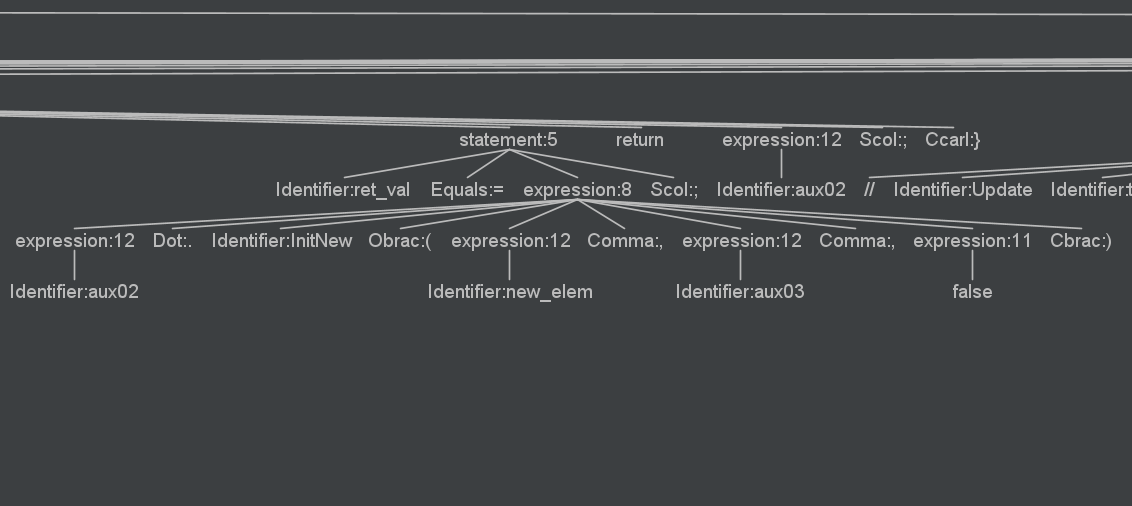 statement:5 return expression:12 Scol:; Ccarl:}
Identifier:ret_val Equals:= expression:8 Scol:; Identifier:aux02 // Identifier:Update Identifier:t
expression:12 Dot:. Identifier:InitNew Obrac:( expression:12 Comma:, expression:12 Comma:, expression:11 Cbrac:)
Identifier:aux02 Identifier:new_elem Identifier:aux03 false